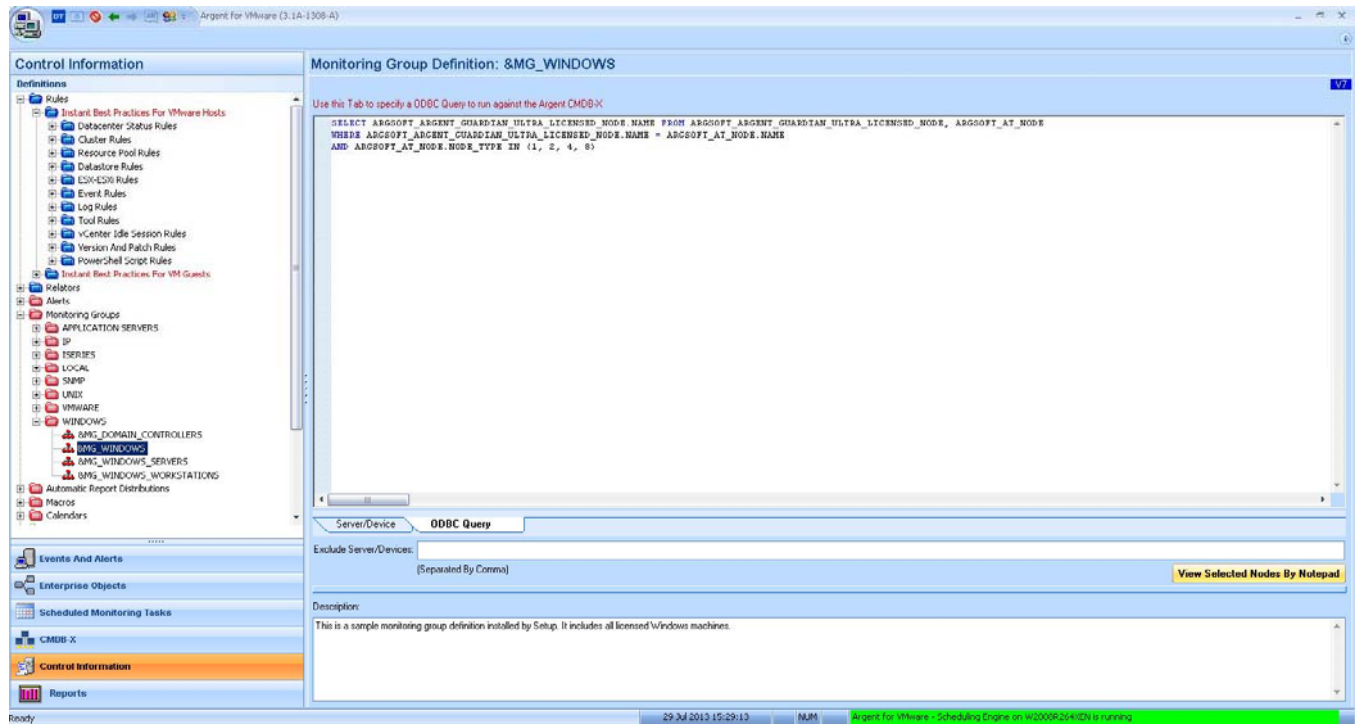 Argent for VMware (3.1A-1308-A)
Control Information
Definitions
Rules
Instant Best Practices For VMware Hosts
Datacenter Status Rules
Cluster Rules
Resource Pool Rules
Datastore Rules
ESX-ESXi Rules
Event Rules
Log Rules
Tool Rules
vCenter Idle Session Rules
Version And Patch Rules
PowerShell Script Rules
Instant Best Practices For VM Guests
Relators
Alerts
Monitoring Groups
APPLICATION SERVERS
IP
ISERIES
LOCAL
SNMP
UNIX
VMWARE
WINDOWS
&MG_DOMAIN_CONTROLLERS
&MG_WINDOWS
&MG_WINDOWS_SERVERS
&MG_WINDOWS_WORKSTATIONS
Automatic Report Distributions
Macros
Calendars
Events And Alerts
Enterprise Objects
Scheduled Monitoring Tasks
CMDB-X
Control Information
Reports
Monitoring Group Definition: &MG_WINDOWS
V7
Use this Tab to specify a ODBC Query to run against the Argent CMDB-X
SELECT ARGSOFT_ARGENT_GUARDIAN_ULTRA_LICENSED_NODE.NAME FROM ARGSOFT_ARGENT_GUARDIAN_ULTRA_LICENSED_NODE, ARGSOFT_AT_NODE
WHERE ARGSOFT_ARGENT_GUARDIAN_ULTRA_LICENSED_NODE.NAME = ARGSOFT_AT_NODE.NAME
AND ARGSOFT_AT_NODE.NODE_TYPE IN (1, 2, 4, 8)
Server/Device
ODBC Query
Exclude Server/Devices:
(Separated By Comma)
View Selected Nodes By Notepad
Description:
This is a sample monitoring group definition installed by Setup. It includes all licensed Windows machines.
Ready
29 Jul 2013 15:29:13
NUM
Argent for VMware - Scheduling Engine on W2008R264XEN is running